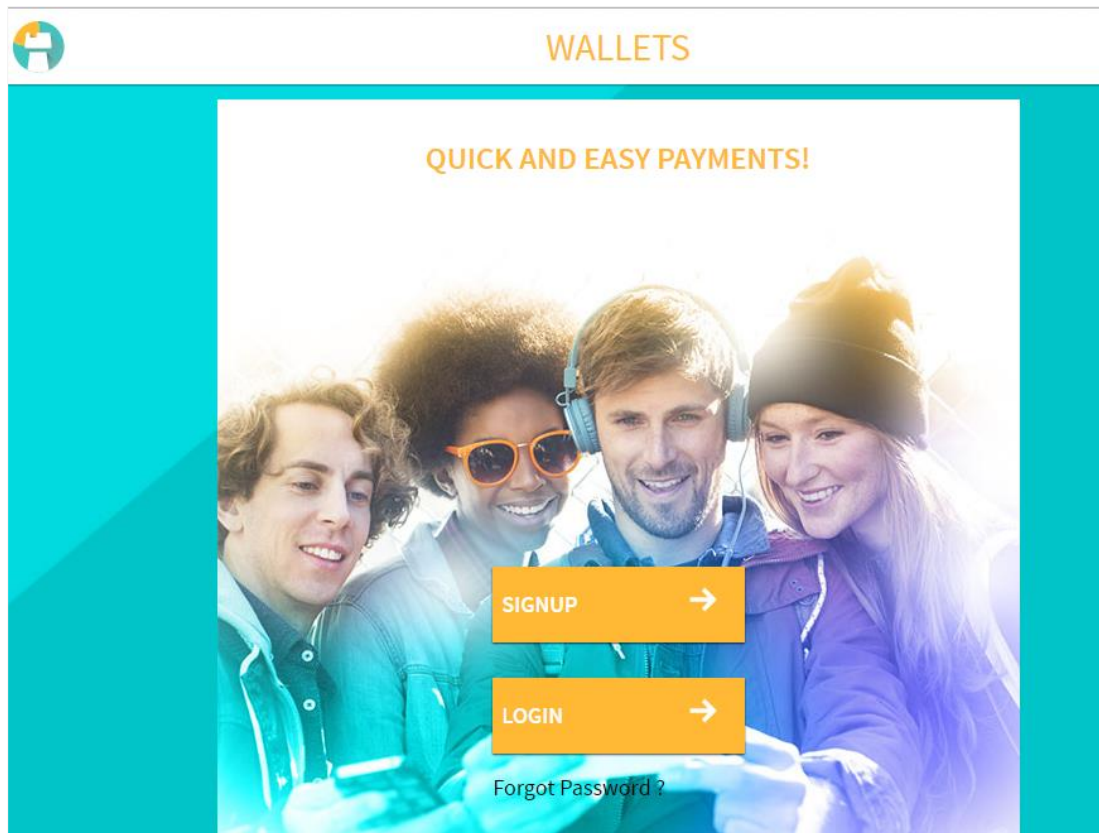 WALLETS
QUICK AND EASY PAYMENTS!
SIGNUP
LOGIN
Forgot Password ?